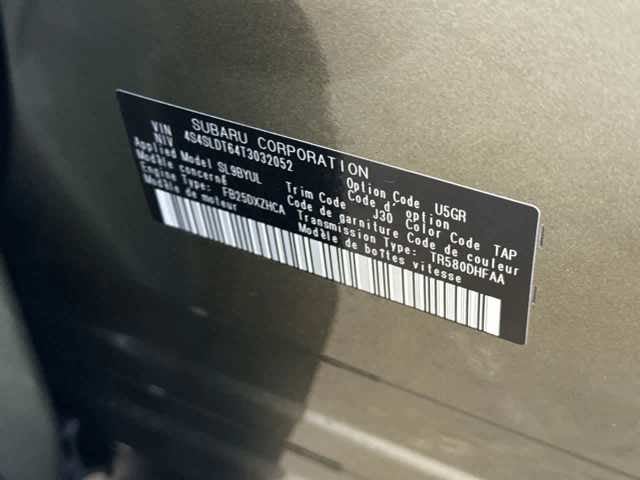 SUBARU CORPORATION
VIN 4S4SLDT64T3032052
NIV
Applied Model SL9BYUL Option Code U5GR
Modèle concerné Code d'option
Trim Code J30 Color Code TAP
Code de garniture Code de couleur
Engine Type: FB25DXZHCA Transmission Type: TR580DHFAA
Modèle de moteur Modèle de boîtes vitesse